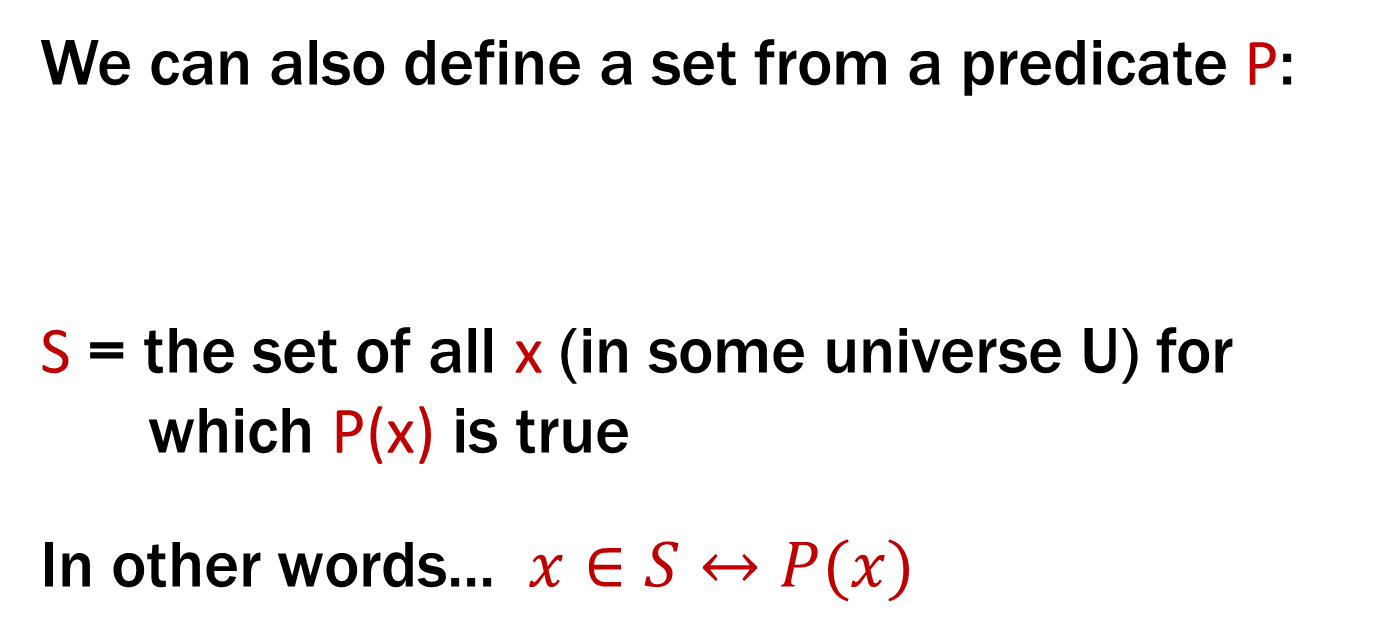 We can also define a set from a predicate P:
S = the set of all x (in some universe U) for
which P(x) is true
In other words... x ∈ S ↔ P(x)